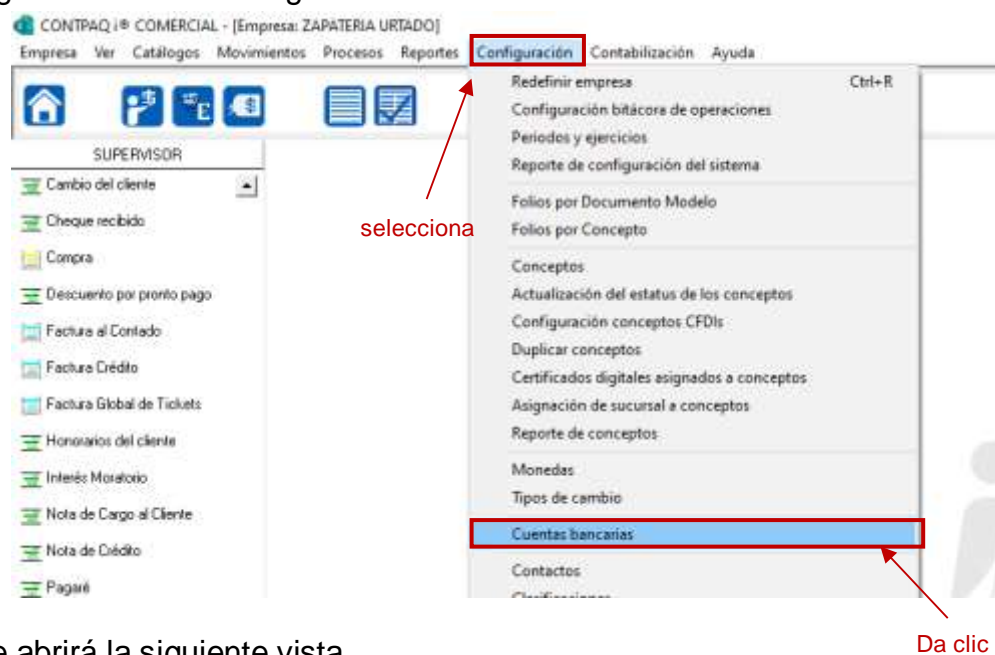 CONTPAQ i® COMERCIAL - [Empresa: ZAPATERIA URTADO]
Empresa Ver Catálogos Movimientos Procesos Reportes Configuración Contabilización Ayuda
SUPERVISOR
Cambio del cliente
Cheque recibido
Compra
Descuento por pronto pago
Factura al Contado
Factura Crédito
Factura Global de Tickets
Honorarios del cliente
Interés Moratorio
Nota de Cargo al Cliente
Nota de Crédito
Pagaré
selecciona
Redefinir empresa Ctrl+R
Configuración bitácora de operaciones
Periodos y ejercicios
Reporte de configuración del sistema
Folios por Documento Modelo
Folios por Concepto
Conceptos
Actualización del estatus de los conceptos
Configuración conceptos CFDIs
Duplicar conceptos
Certificados digitales asignados a conceptos
Asignación de sucursal a conceptos
Reporte de conceptos
Monedas
Tipos de cambio
Cuentas bancarias
Contactos
Da clic
abrirá la siguiente vista